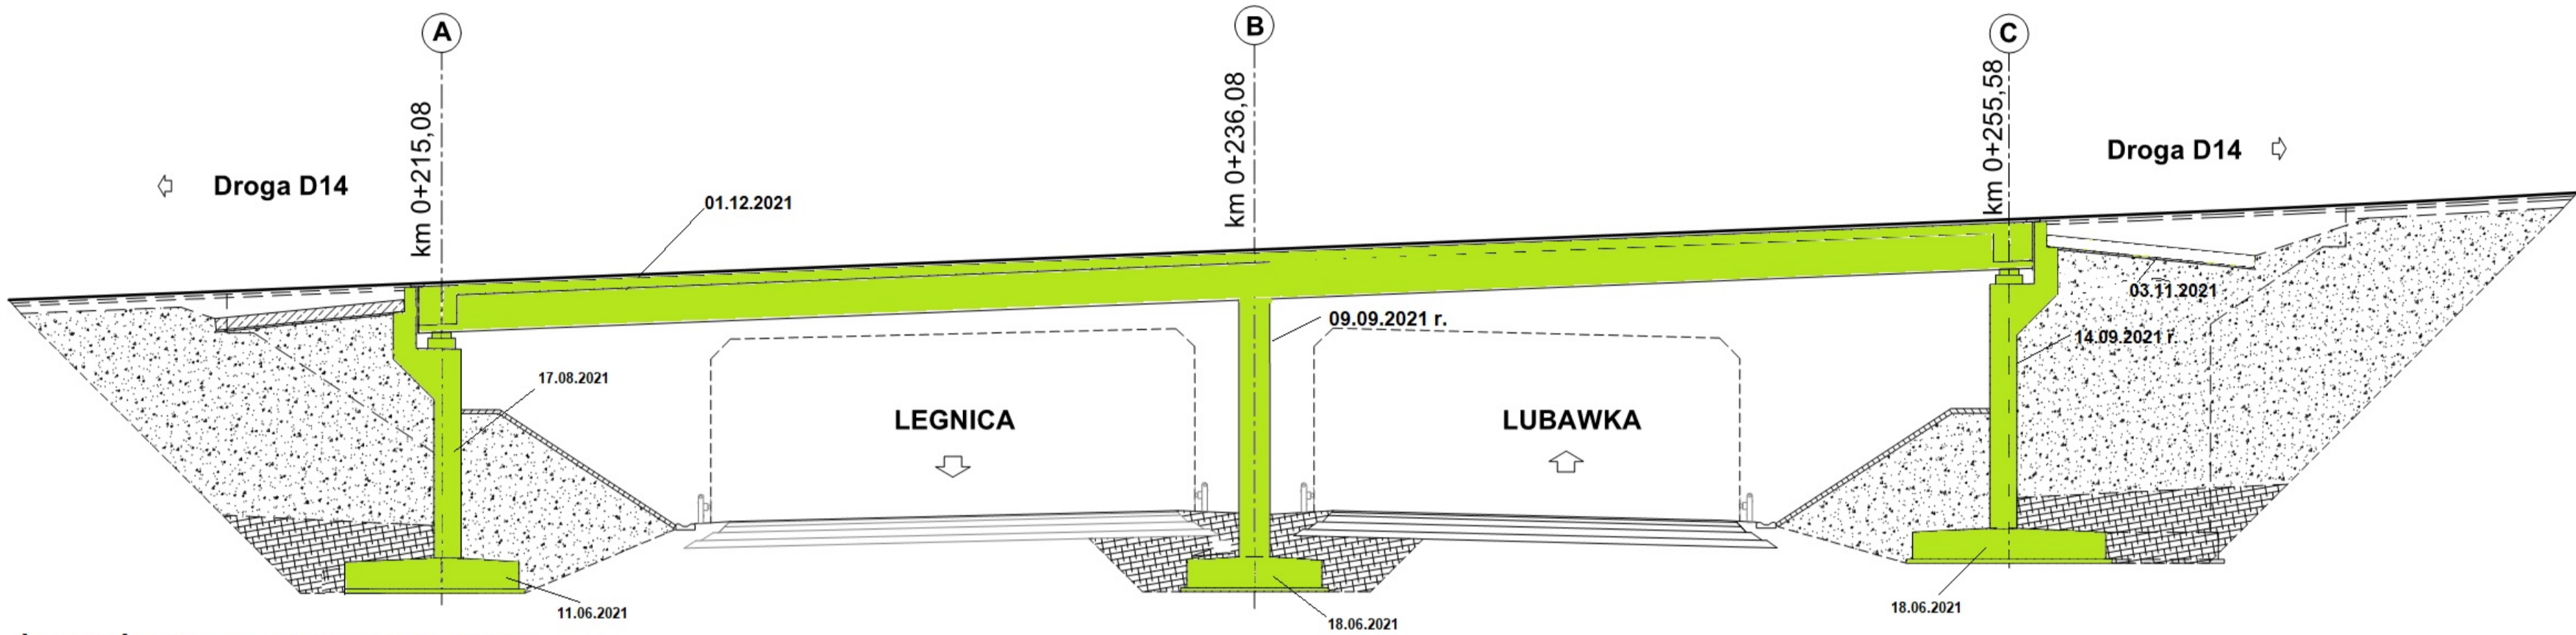 A
B
C
km 0+215,08
km 0+236,08
km 0+255,58
Droga D14
Droga D14
01.12.2021
03.11.2021
09.09.2021 r.
14.09.2021 r.
17.08.2021
LEGNICA
LUBAWKA
11.06.2021
18.06.2021
18.06.2021